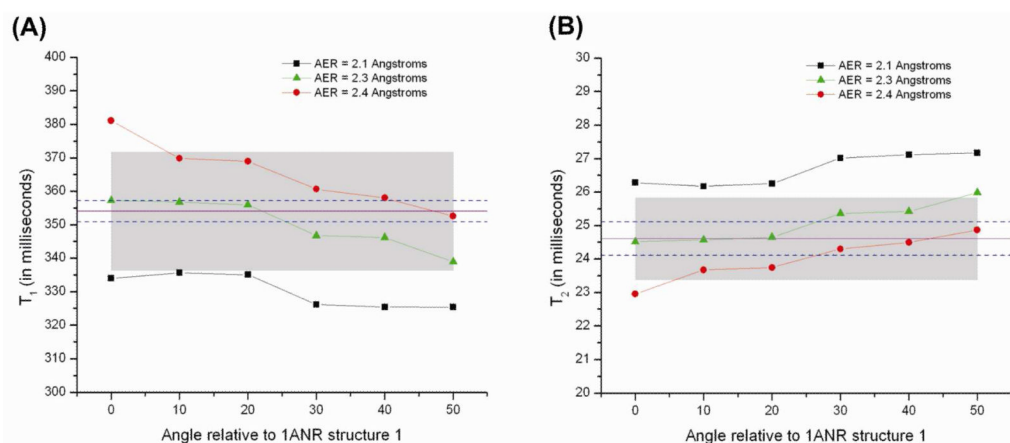 (A)
400
390
380
370
360
350
340
330
320
310
300
T1 (in milliseconds)
AER = 2.1 Angstroms
AER = 2.3 Angstroms
AER = 2.4 Angstroms
0 10 20 30 40 50
Angle relative to 1ANR structure 1
(B)
30
29
28
27
26
25
24
23
22
21
20
T2 (in milliseconds)
AER = 2.1 Angstroms
AER = 2.3 Angstroms
AER = 2.4 Angstroms
0 10 20 30 40 50
Angle relative to 1ANR structure 1